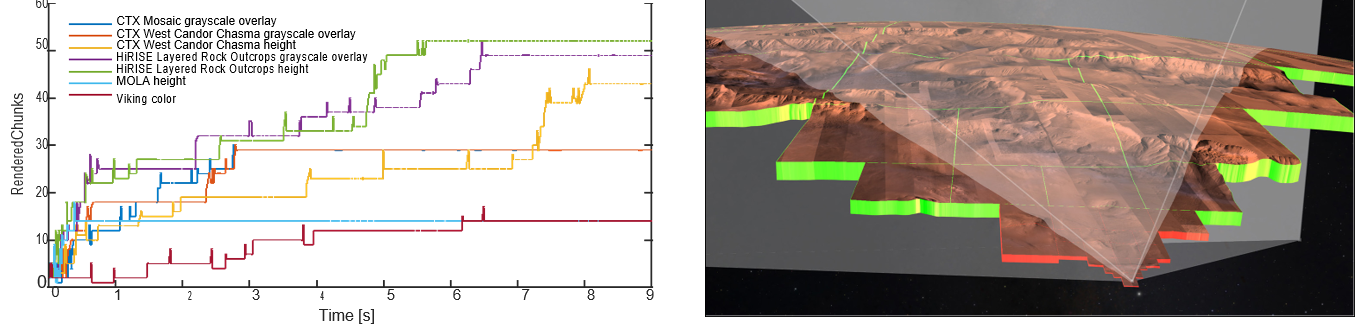 60
50
40
30
20
10
0
RenderedChunks
CTX Mosaic grayscale overlay
CTX West Candor Chasma grayscale overlay
CTX West Candor Chasma height
HiRISE Layered Rock Outcrops grayscale overlay
HiRISE Layered Rock Outcrops height
MOLA height
Viking color
0 1 2 3 4 5 6 7 8 9
Time [s]